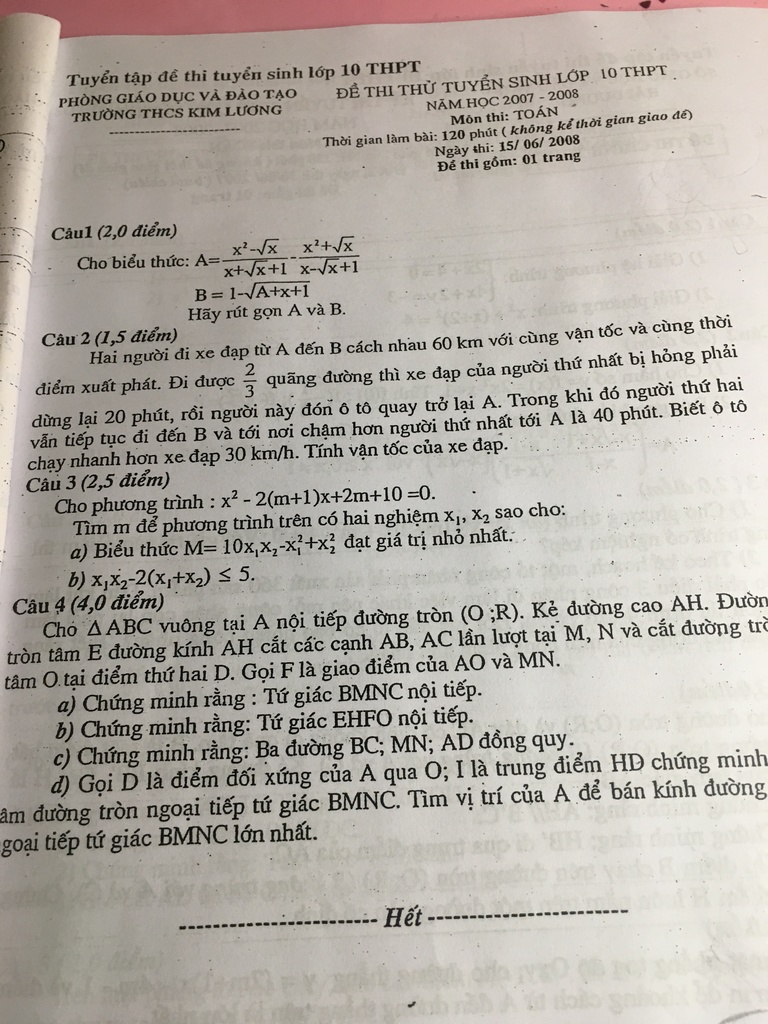 Tuyển tập đề thi tuyển sinh lớp 10 THPT
PHÒNG GIÁO DỤC VÀ ĐÀO TẠO
TRƯỜNG THCS KIM LƯƠNG
-------------------------
ĐỀ THI THỬ TUYỂN SINH LỚP 10 THPT
NĂM HỌC 2007 - 2008
Môn thi: TOÁN
Thời gian làm bài: 120 phút ( không kể thời gian giao đề)
Ngày thi: 15/ 06/ 2008
Đề thi gồm: 01 trang
Câu1 (2,0 điểm)
Cho biểu thức: A= (x²-√x)/(x+√x+1) - (x²+√x)/(x-√x+1)
B = 1-√A+x+1
Hãy rút gọn A và B.
Câu 2 (1,5 điểm)
Hai người đi xe đạp từ A đến B cách nhau 60 km với cùng vận tốc và cùng thời
điểm xuất phát. Đi được 2/3 quãng đường thì xe đạp của người thứ nhất bị hỏng phải
dừng lại 20 phút, rồi người này đón ô tô quay trở lại A. Trong khi đó người thứ hai
vẫn tiếp tục đi đến B và tới nơi chậm hơn người thứ nhất tới A là 40 phút. Biết ô tô
chạy nhanh hơn xe đạp 30 km/h. Tính vận tốc của xe đạp.
Câu 3 (2,5 điểm)
Cho phương trình : x² - 2(m+1)x+2m+10 =0.
Tìm m để phương trình trên có hai nghiệm x₁, x₂ sao cho:
a) Biểu thức M= 10x₁x₂-x₁²+x₂² đạt giá trị nhỏ nhất.
b) x₁x₂-2(x₁+x₂) ≤ 5.
Câu 4 (4,0 điểm)
Cho Δ ABC vuông tại A nội tiếp đường tròn (O ;R). Kẻ đường cao AH. Đườn
tròn tâm E đường kính AH cắt các cạnh AB, AC lần lượt tại M, N và cắt đường trò
tâm O tại điểm thứ hai D. Gọi F là giao điểm của AO và MN.
a) Chứng minh rằng : Tứ giác BMNC nội tiếp.
b) Chứng minh rằng: Tứ giác EHFO nội tiếp.
c) Chứng minh rằng: Ba đường BC; MN; AD đồng quy.
d) Gọi D là điểm đối xứng của A qua O; I là trung điểm HD chứng minh
âm đường tròn ngoại tiếp tứ giác BMNC. Tìm vị trí của A để bán kính đường
goại tiếp tứ giác BMNC lớn nhất.
------------------------ Hết ------------------------